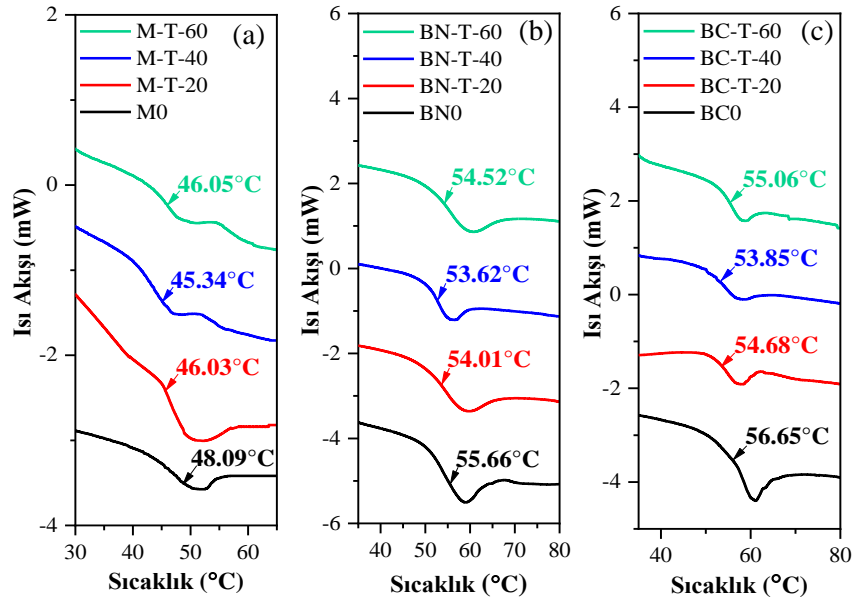 (a)
M-T-60
M-T-40
M-T-20
M0
46.05°C
45.34°C
46.03°C
48.09°C
2
0
-2
-4
30 40 50 60
Isı Akışı (mW)
Sıcaklık (°C)
(b)
BN-T-60
BN-T-40
BN-T-20
BN0
54.52°C
53.62°C
54.01°C
55.66°C
6
4
2
0
-2
-4
-6
40 50 60 70 80
Isı Akışı (mW)
Sıcaklık (°C)
(c)
BC-T-60
BC-T-40
BC-T-20
BC0
55.06°C
53.85°C
54.68°C
56.65°C
6
4
2
0
-2
-4
40 50 60 70 80
Isı Akışı (mW)
Sıcaklık (°C)